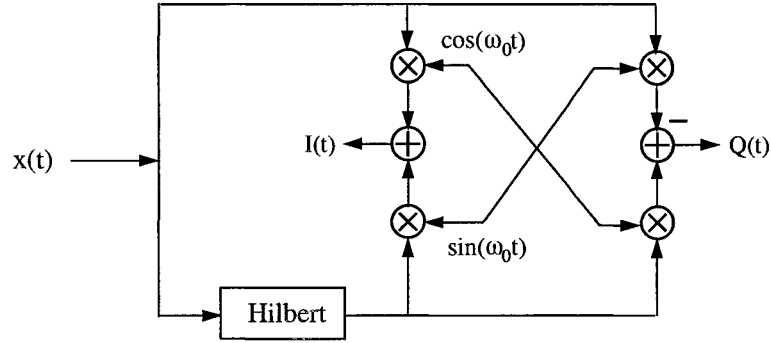 cos(ω₀t)
I(t)
Q(t)
x(t)
sin(ω₀t)
Hilbert